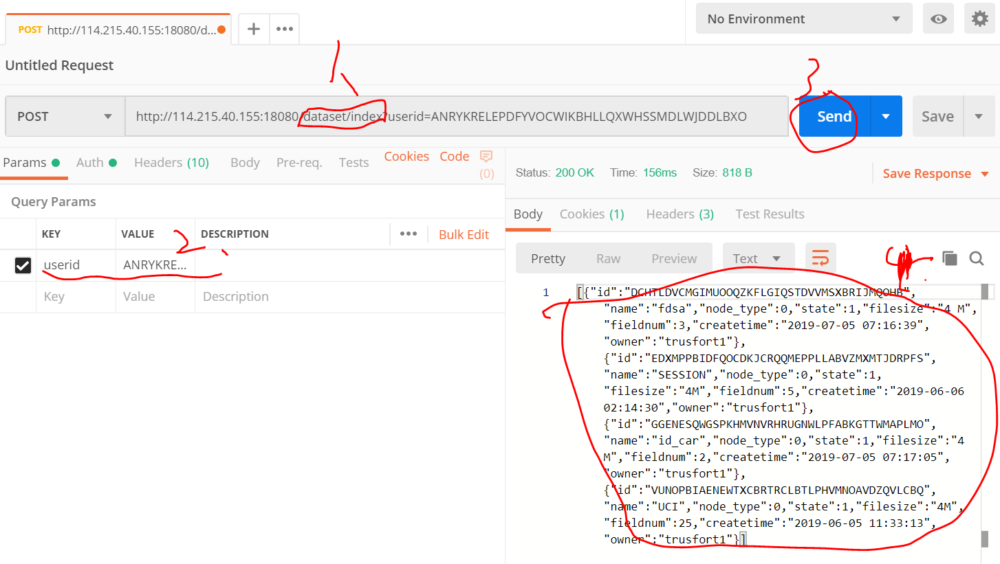 POST http://114.215.40.155:18080/d...
No Environment
Untitled Request
POST http://114.215.40.155:18080/dataset/index?userid=ANRYKRELEPDFYVOCWIKBHLLQXWHSSMDLWJDDLBXO Send Save
1
3
Params Auth Headers (10) Body Pre-req. Tests Cookies Code (0)
Query Params
KEY VALUE DESCRIPTION ••• Bulk Edit
2
userid ANRYKRE...
Key Value Description
Status: 200 OK Time: 156ms Size: 818 B Save Response
Body Cookies (1) Headers (3) Test Results
Pretty Raw Preview Text
1 [{"id":"DCHTLDVCMGIMUOOQZKFLGIQSTDVVMSXBRIJMQOHB",
"name":"fdsa","node_type":0,"state":1,"filesize":"4 M",
"fieldnum":3,"createtime":"2019-07-05 07:16:39",
"owner":"trusfort1"},
{"id":"EDXMPPBIDFQOCDKJCRQQMEPPLLABVZMXMTJDRPFS",
"name":"SESSION","node_type":0,"state":1,
"filesize":"4M","fieldnum":5,"createtime":"2019-06-06
02:14:30","owner":"trusfort1"},
{"id":"GGENESQWGSPKHMVNVRHRUGNWLPFABKGTTWMAPLMO",
"name":"id_car","node_type":0,"state":1,"filesize":"4
M","fieldnum":2,"createtime":"2019-07-05 07:17:05",
"owner":"trusfort1"},
{"id":"VUNOPBIAENEWTXCBRTRCLBTLPHVMNOAVDZQVLCBQ",
"name":"UCI","node_type":0,"state":1,"filesize":"4M",
"fieldnum":25,"createtime":"2019-06-05 11:33:13",
"owner":"trusfort1"}]